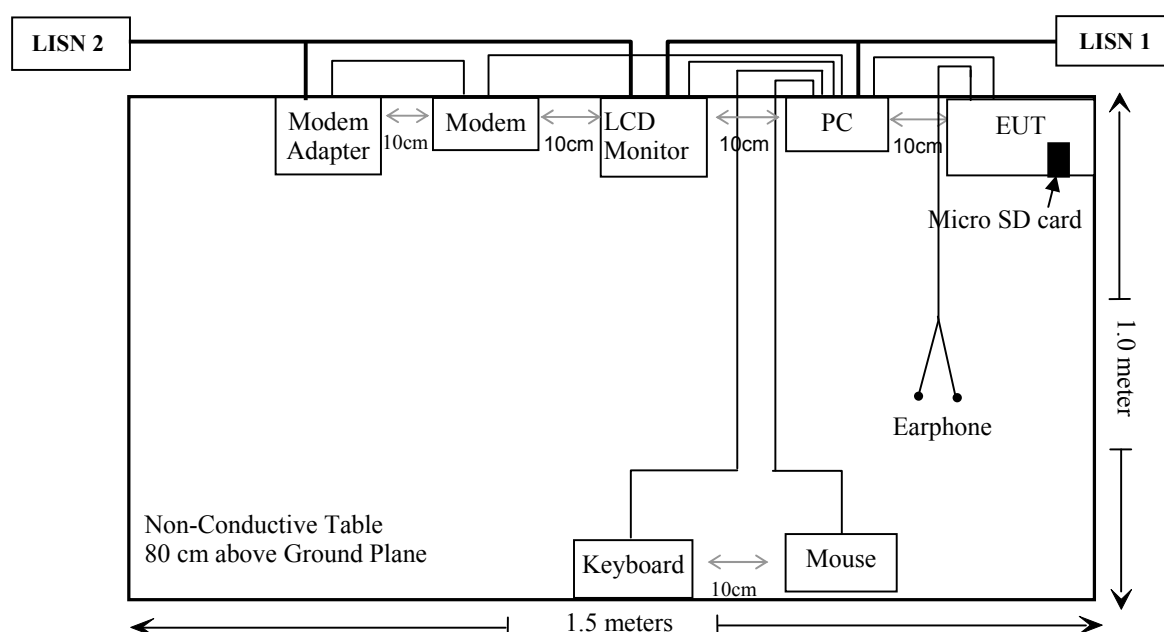 LISN 2
LISN 1
Modem
Adapter
10cm
Modem
10cm
LCD
Monitor
10cm
PC
10cm
EUT
Micro SD card
1.0 meter
Earphone
Non-Conductive Table
80 cm above Ground Plane
Keyboard
10cm
Mouse
1.5 meters